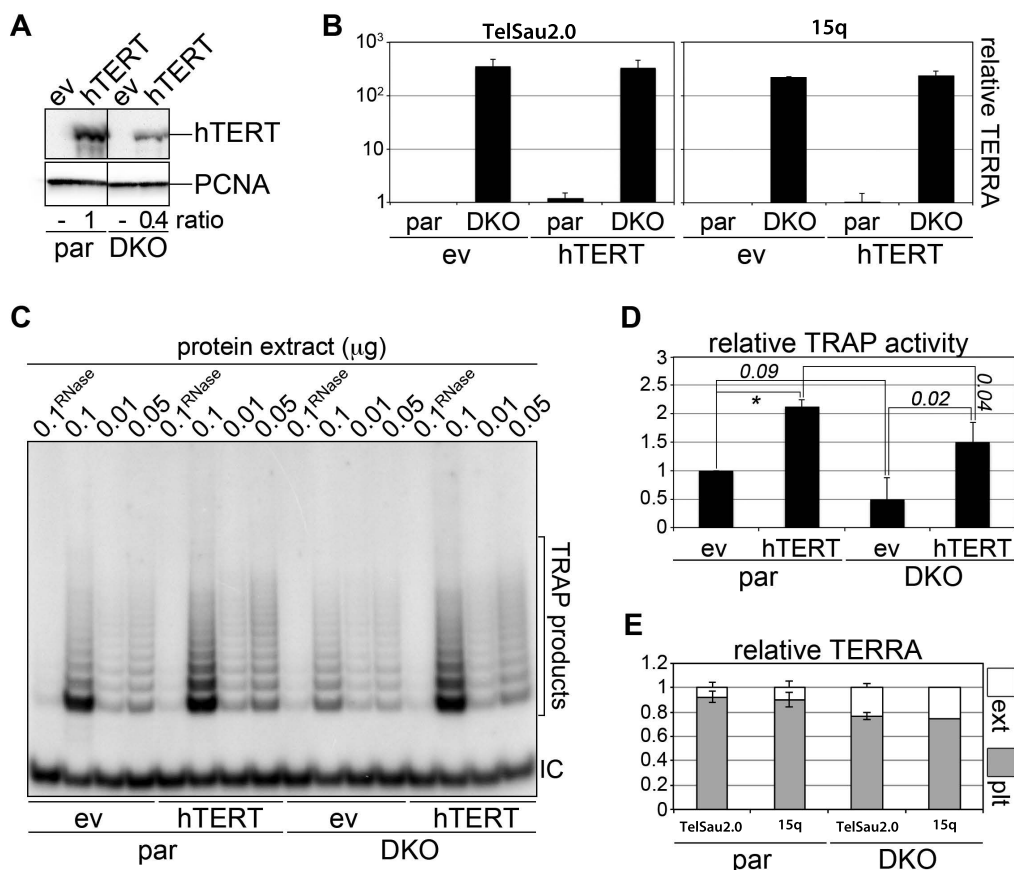 A
ev hTERT ev hTERT
hTERT
PCNA
- 1 - 0.4 ratio
par DKO
B
TelSau2.0 15q
10³
10²
10
1
relative TERRA
par DKO par DKO par DKO par DKO
ev hTERT ev hTERT
C
protein extract (µg)
0.1RNase 0.1 0.01 0.05 0.1RNase 0.1 0.01 0.05 0.1RNase 0.1 0.01 0.05 0.1RNase 0.1 0.01 0.05
TRAP products
IC
ev hTERT ev hTERT
par DKO
D
relative TRAP activity
3
2.5
2
1.5
1
0.5
0
0.09
*
0.02
0.04
ev hTERT ev hTERT
par DKO
E
relative TERRA
1.2
1
0.8
0.6
0.4
0.2
0
ext
plt
TelSau2.0 15q TelSau2.0 15q
par DKO